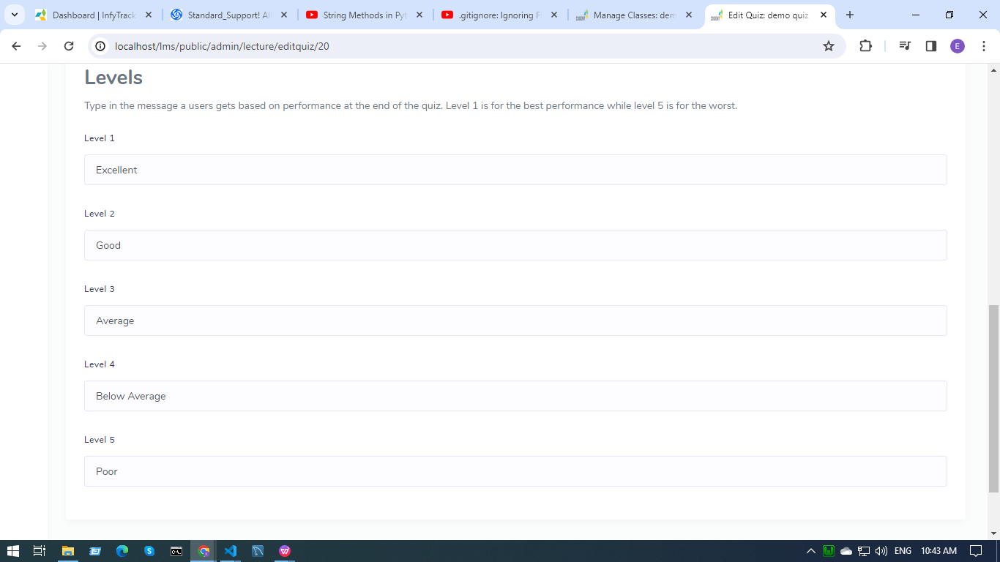 Dashboard | InfyTrack
Standard_Support! Al
String Methods in Pyt
.gitignore: Ignoring F
Manage Classes: dem
Edit Quiz: demo quiz
localhost/lms/public/admin/lecture/editquiz/20
E
Levels
Type in the message a users gets based on performance at the end of the quiz. Level 1 is for the best performance while level 5 is for the worst.
Level 1
Excellent
Level 2
Good
Level 3
Average
Level 4
Below Average
Level 5
Poor
ENG
10:43 AM